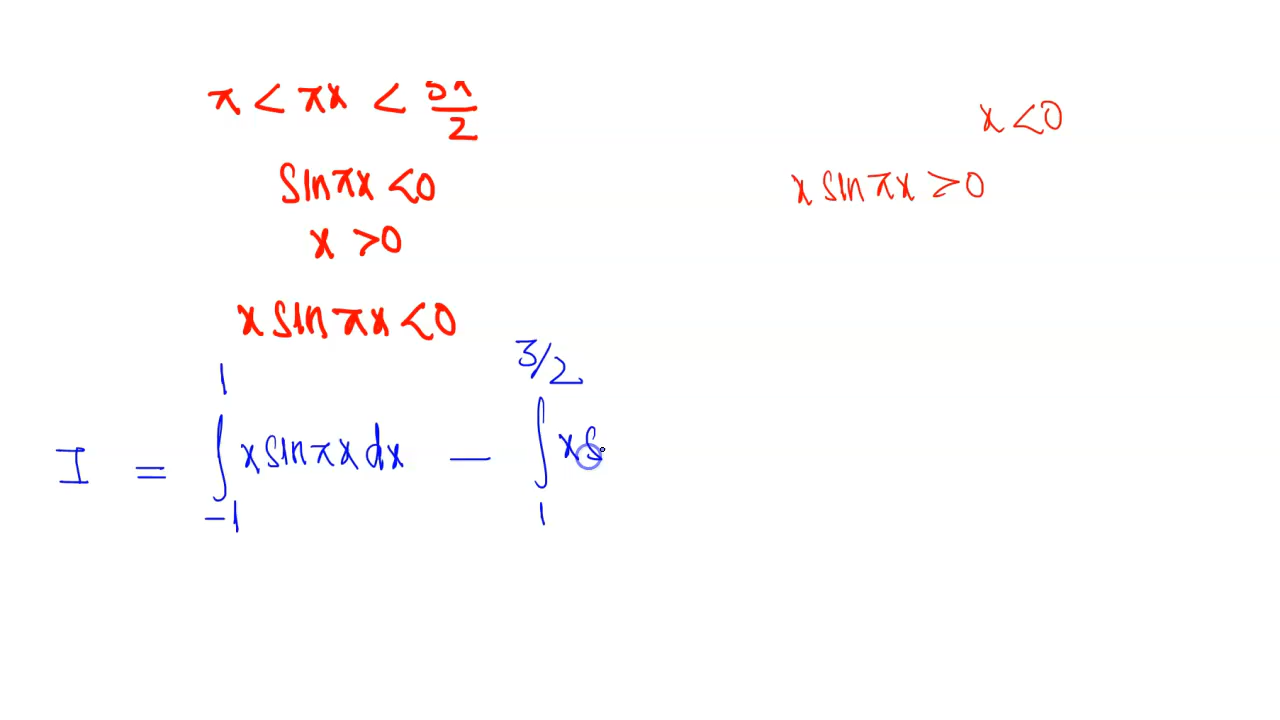 π < πx < 3π/2
x < 0
sin πx < 0
x sin πx > 0
x > 0
x sin πx < 0
I = ∫_{-1}^{1} x sin πx dx − ∫_{1}^{3/2} x s